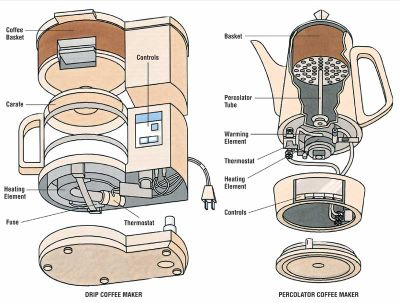 Coffee
Basket
Carafe
Controls
Heating
Element
Fuse
Thermostat
DRIP COFFEE MAKER
Basket
Percolator
Tube
Warming
Element
Thermostat
Heating
Element
Controls
PERCOLATOR COFFEE MAKER